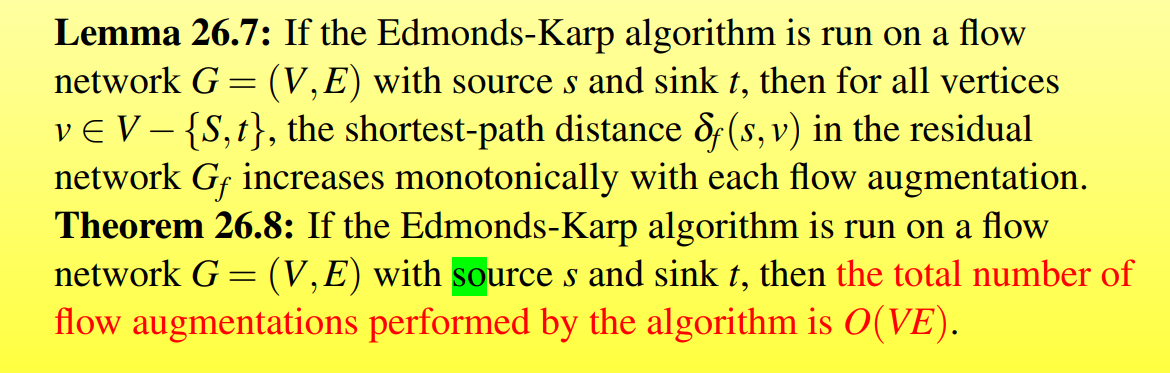 Lemma 26.7: If the Edmonds-Karp algorithm is run on a flow
network G = (V,E) with source s and sink t, then for all vertices
v ∈ V − {S,t}, the shortest-path distance δf(s,v) in the residual
network Gf increases monotonically with each flow augmentation.
Theorem 26.8: If the Edmonds-Karp algorithm is run on a flow
network G = (V,E) with source s and sink t, then the total number of
flow augmentations performed by the algorithm is O(VE).